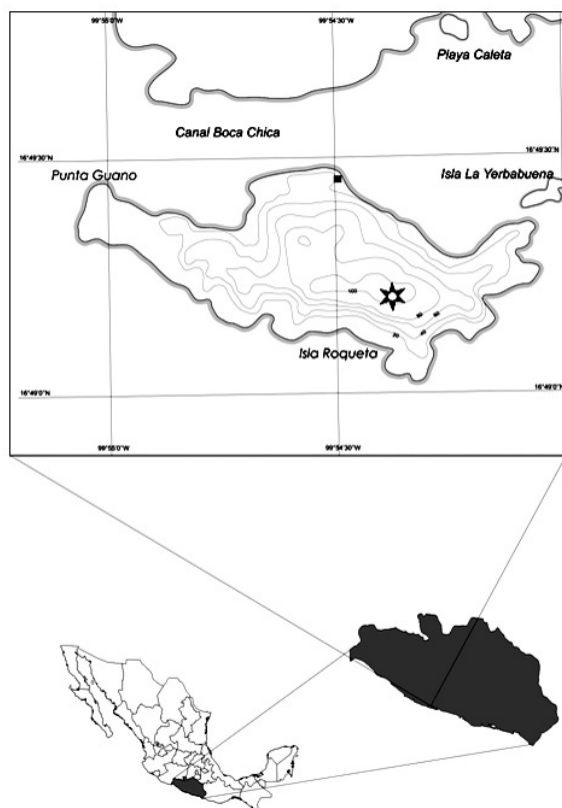 99°55'0"W 99°54'30"W
Playa Caleta
Canal Boca Chica
16°49'30"N 16°49'30"N
Punta Guano
Isla La Yerbabuena
100
Isla Roqueta
16°49'0"N 16°49'0"N
99°55'0"W 99°54'30"W